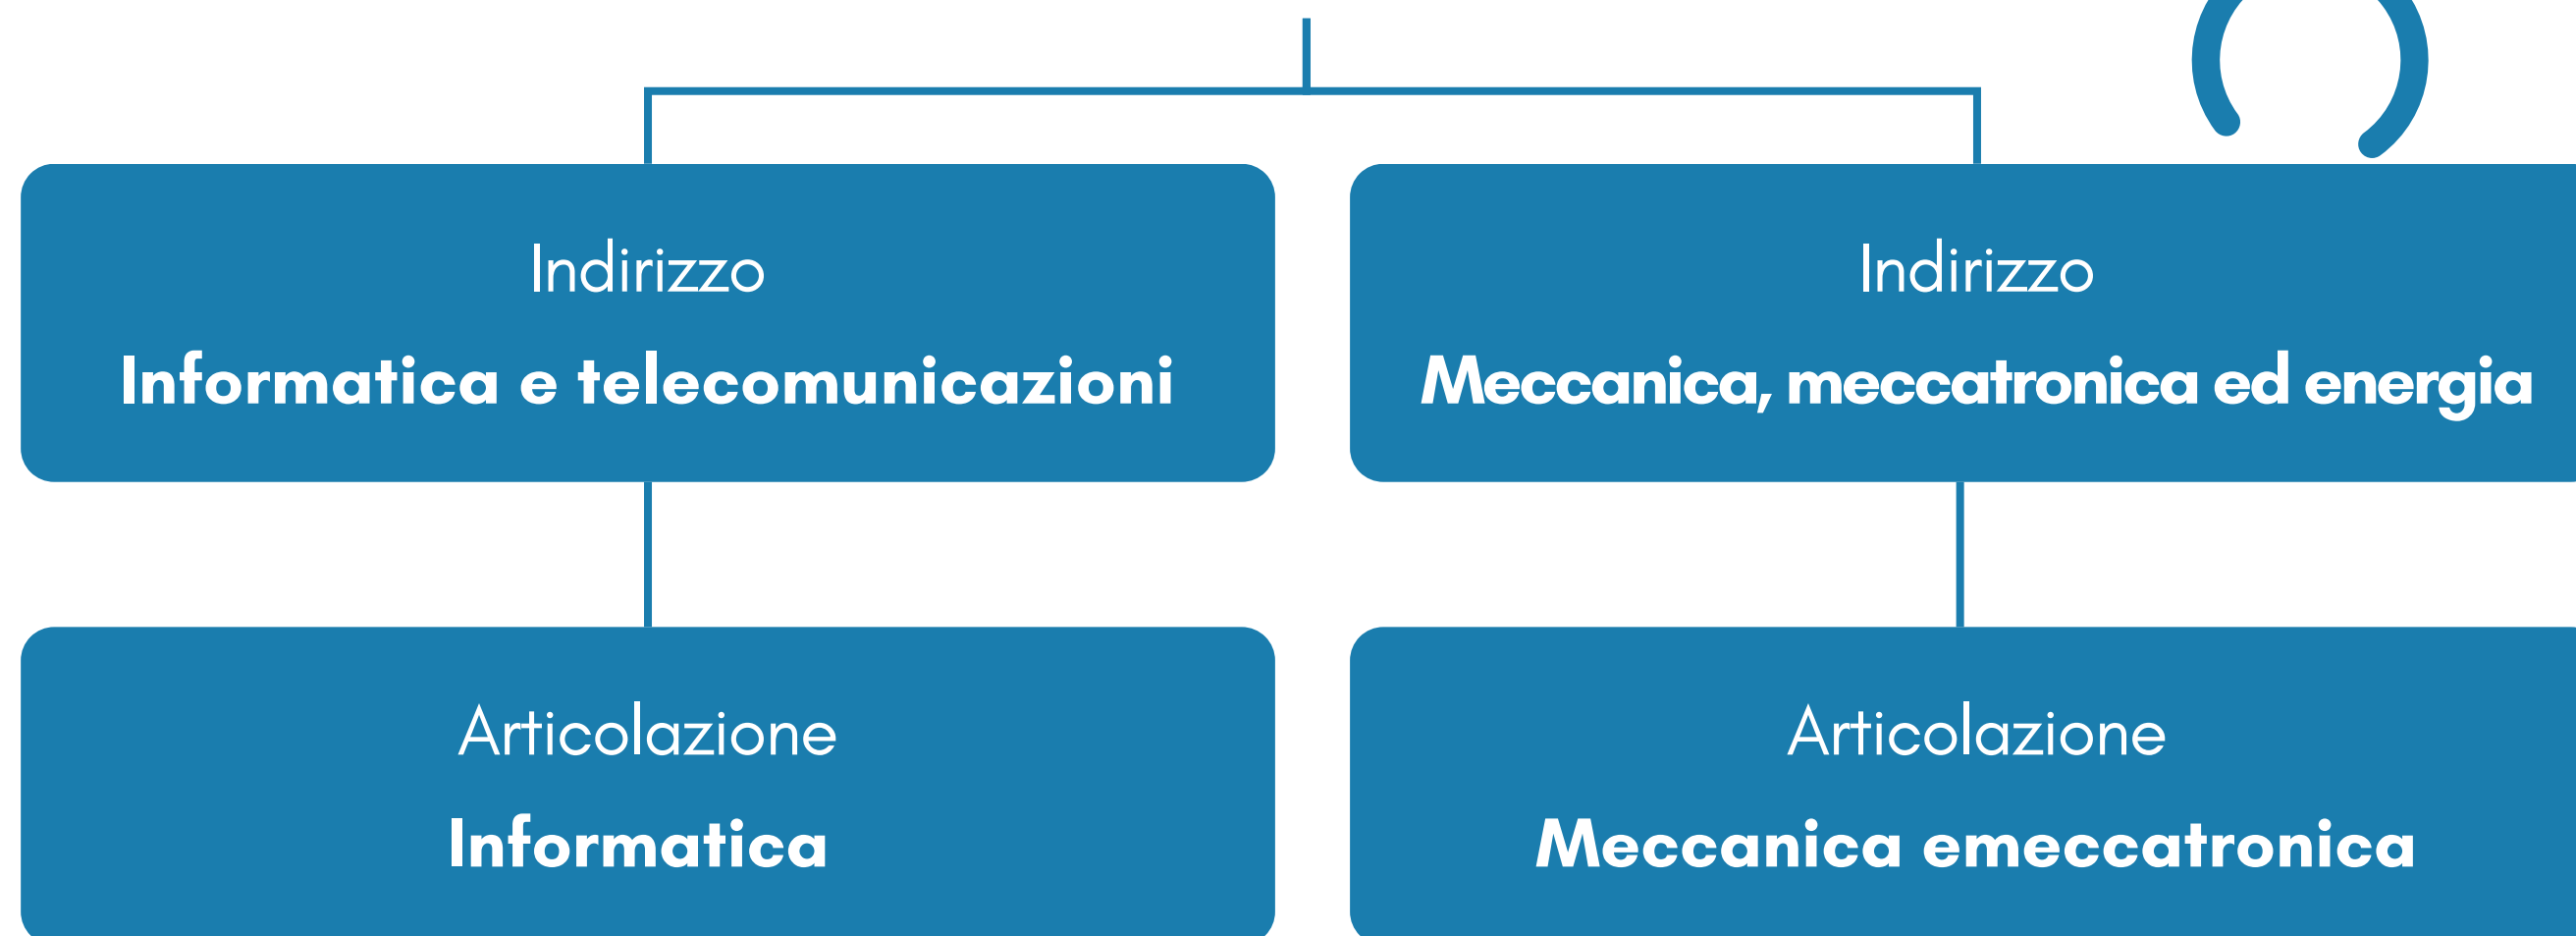 Indirizzo
Informatica e telecomunicazioni
Indirizzo
Meccanica, meccatronica ed energia
Articolazione
Informatica
Articolazione
Meccanica emeccatronica